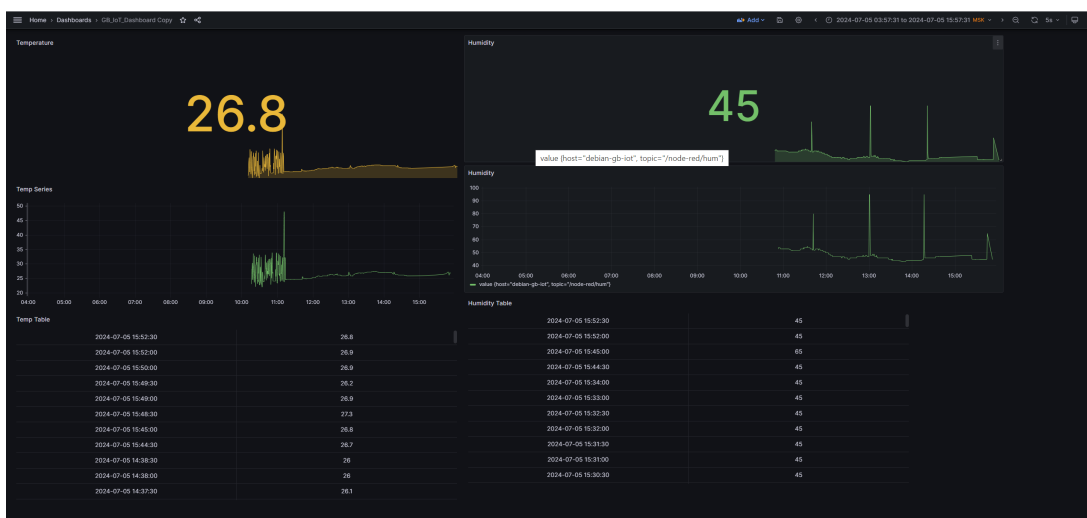 Home › Dashboards › GB_IoT_Dashboard Copy
Add
2024-07-05 03:57:31 to 2024-07-05 15:57:31 MSK
5s
Temperature
26.8
Humidity
45
value {host="debian-gb-iot", topic="/node-red/hum"}
Temp Series
50
45
40
35
30
25
20
04:00 05:00 06:00 07:00 08:00 09:00 10:00 11:00 12:00 13:00 14:00 15:00
Humidity
100
90
80
70
60
50
40
04:00 05:00 06:00 07:00 08:00 09:00 10:00 11:00 12:00 13:00 14:00 15:00
value {host="debian-gb-iot", topic="/node-red/hum"}
Temp Table
2024-07-05 15:52:30 26.8
2024-07-05 15:52:00 26.9
2024-07-05 15:50:00 26.9
2024-07-05 15:49:30 26.2
2024-07-05 15:49:00 26.9
2024-07-05 15:48:30 27.3
2024-07-05 15:45:00 26.8
2024-07-05 15:44:30 26.7
2024-07-05 14:38:30 26
2024-07-05 14:38:00 26
2024-07-05 14:37:30 26.1
Humidity Table
2024-07-05 15:52:30 45
2024-07-05 15:52:00 45
2024-07-05 15:45:00 65
2024-07-05 15:44:30 45
2024-07-05 15:34:00 45
2024-07-05 15:33:00 45
2024-07-05 15:32:30 45
2024-07-05 15:32:00 45
2024-07-05 15:31:30 45
2024-07-05 15:31:00 45
2024-07-05 15:30:30 45